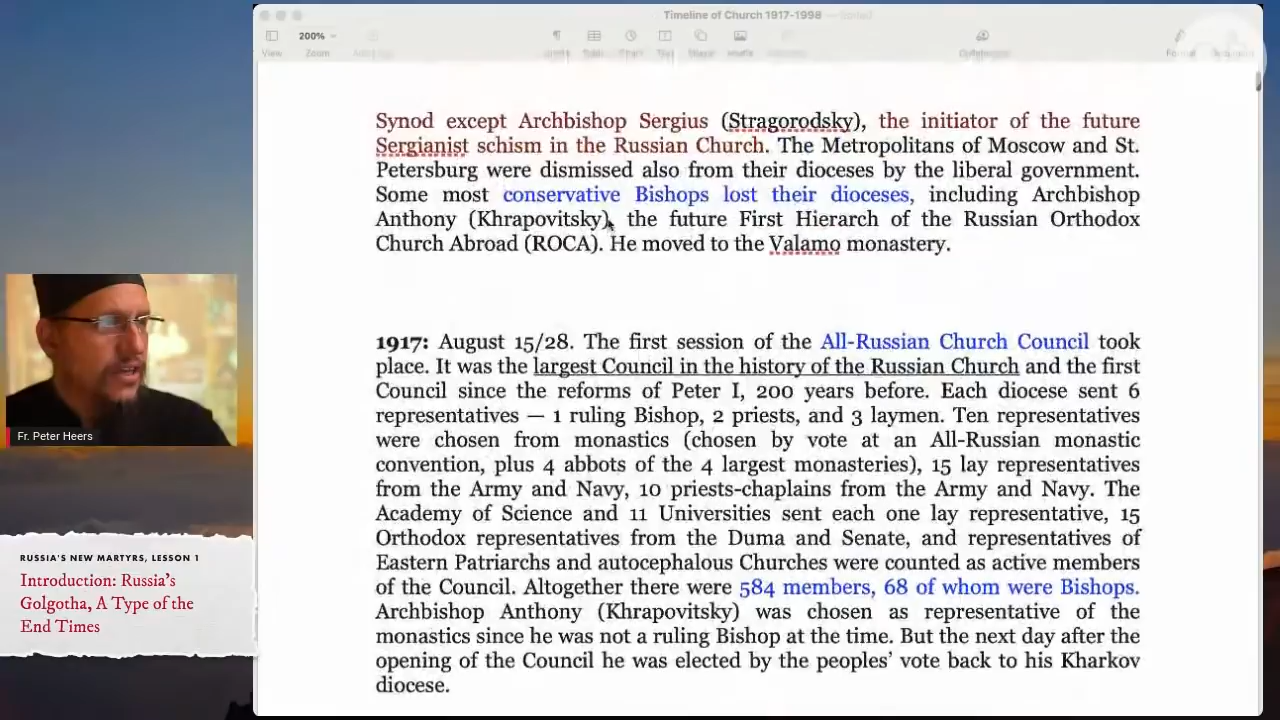 Timeline of Church 1917-1998 — Edited
200%
View
Zoom
Synod except Archbishop Sergius (Stragorodsky), the initiator of the future
Sergianist schism in the Russian Church. The Metropolitans of Moscow and St.
Petersburg were dismissed also from their dioceses by the liberal government.
Some most conservative Bishops lost their dioceses, including Archbishop
Anthony (Khrapovitsky), the future First Hierarch of the Russian Orthodox
Church Abroad (ROCA). He moved to the Valamo monastery.
1917: August 15/28. The first session of the All-Russian Church Council took
place. It was the largest Council in the history of the Russian Church and the first
Council since the reforms of Peter I, 200 years before. Each diocese sent 6
representatives — 1 ruling Bishop, 2 priests, and 3 laymen. Ten representatives
were chosen from monastics (chosen by vote at an All-Russian monastic
convention, plus 4 abbots of the 4 largest monasteries), 15 lay representatives
from the Army and Navy, 10 priests-chaplains from the Army and Navy. The
Academy of Science and 11 Universities sent each one lay representative, 15
Orthodox representatives from the Duma and Senate, and representatives of
Eastern Patriarchs and autocephalous Churches were counted as active members
of the Council. Altogether there were 584 members, 68 of whom were Bishops.
Archbishop Anthony (Khrapovitsky) was chosen as representative of the
monastics since he was not a ruling Bishop at the time. But the next day after the
opening of the Council he was elected by the peoples' vote back to his Kharkov
diocese.
Fr. Peter Heers
RUSSIA'S NEW MARTYRS, LESSON 1
Introduction: Russia's
Golgotha, A Type of the
End Times